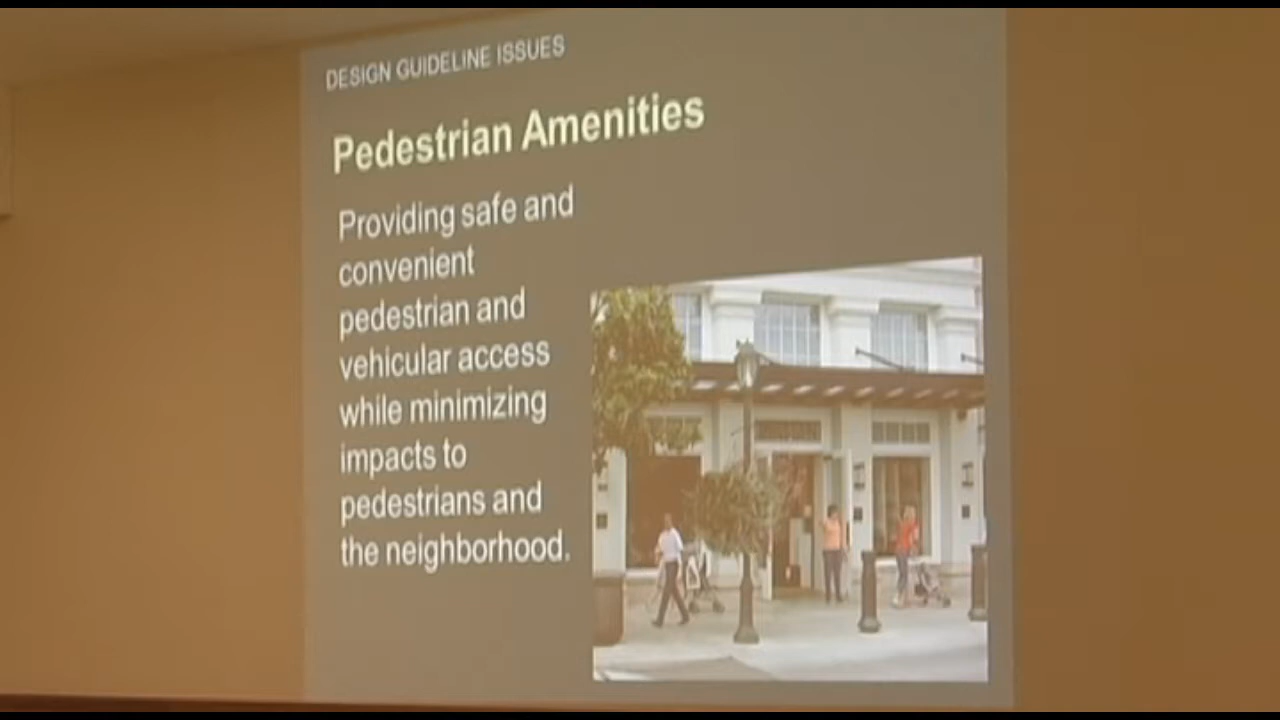 DESIGN GUIDELINE ISSUES
Pedestrian Amenities
Providing safe and
convenient
pedestrian and
vehicular access
while minimizing
impacts to
pedestrians and
the neighborhood.